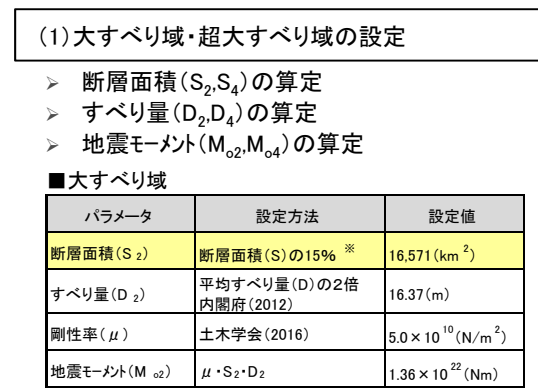 (1)大すべり域・超大すべり域の設定
➢ 断層面積(S2,S4)の算定
➢ すべり量(D2,D4)の算定
➢ 地震モーメント(Mo2,Mo4)の算定
■大すべり域
パラメータ 設定方法 設定値
断層面積(S 2) 断層面積(S)の15% ※ 16,571(km 2)
すべり量(D 2) 平均すべり量(D)の2倍 16.37(m)
内閣府(2012)
剛性率(μ) 土木学会(2016) 5.0×10 10(N/m 2)
地震モーメント(M o2) μ・S2・D2 1.36×10 22(Nm)